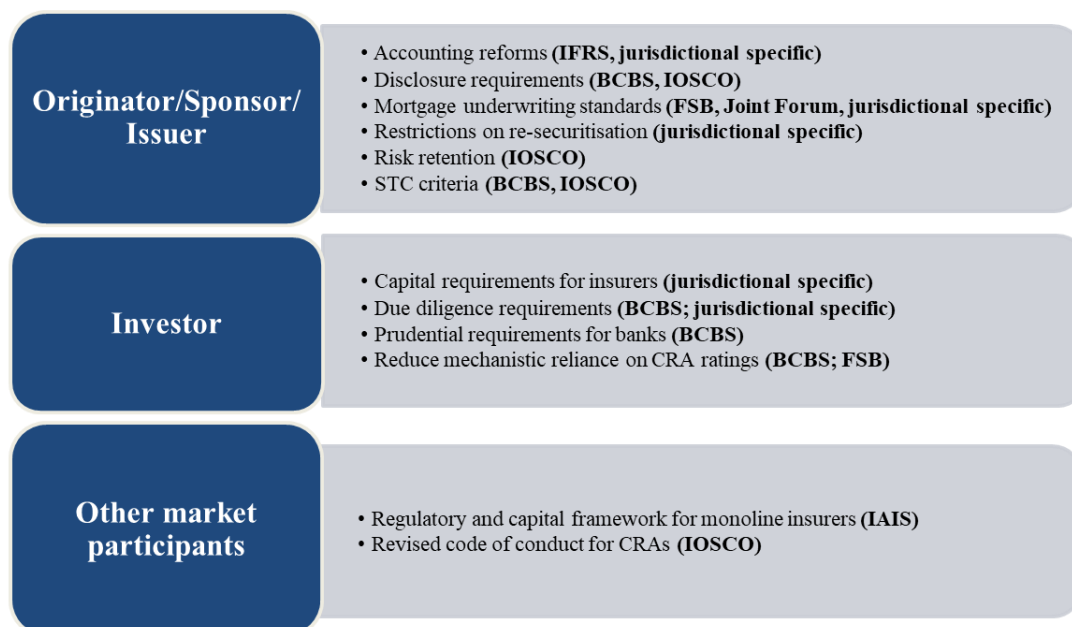 Originator/Sponsor/
Issuer
• Accounting reforms (IFRS, jurisdictional specific)
• Disclosure requirements (BCBS, IOSCO)
• Mortgage underwriting standards (FSB, Joint Forum, jurisdictional specific)
• Restrictions on re-securitisation (jurisdictional specific)
• Risk retention (IOSCO)
• STC criteria (BCBS, IOSCO)
Investor
• Capital requirements for insurers (jurisdictional specific)
• Due diligence requirements (BCBS; jurisdictional specific)
• Prudential requirements for banks (BCBS)
• Reduce mechanistic reliance on CRA ratings (BCBS; FSB)
Other market
participants
• Regulatory and capital framework for monoline insurers (IAIS)
• Revised code of conduct for CRAs (IOSCO)